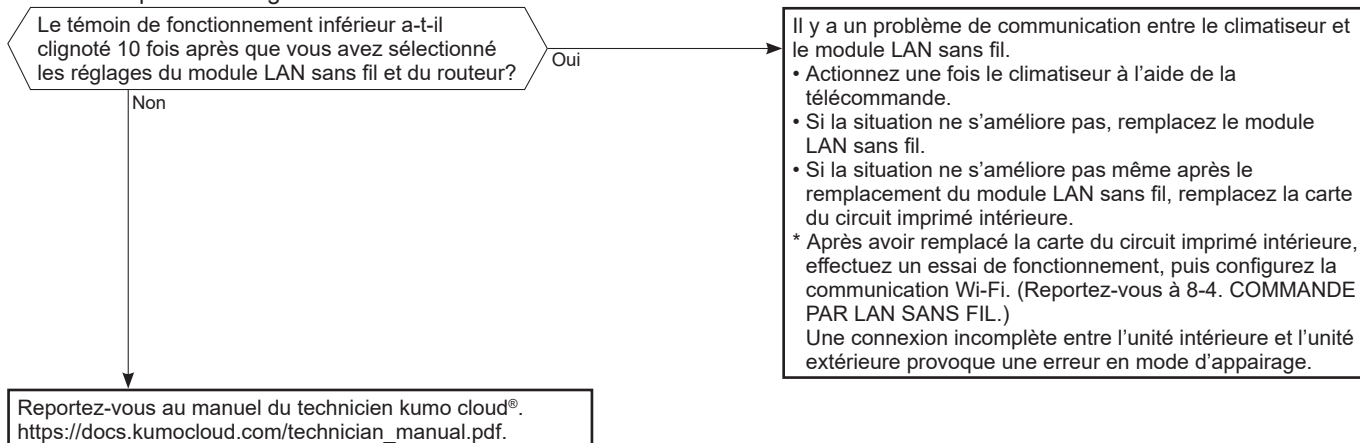 Le témoin de fonctionnement inférieur a-t-il
clignoté 10 fois après que vous avez sélectionné
les réglages du module LAN sans fil et du routeur?
Oui
Non
Il y a un problème de communication entre le climatiseur et
le module LAN sans fil.
• Actionnez une fois le climatiseur à l’aide de la
télécommande.
• Si la situation ne s’améliore pas, remplacez le module
LAN sans fil.
• Si la situation ne s’améliore pas même après le
remplacement du module LAN sans fil, remplacez la carte
du circuit imprimé intérieure.
* Après avoir remplacé la carte du circuit imprimé intérieure,
effectuez un essai de fonctionnement, puis configurez la
communication Wi-Fi. (Reportez-vous à 8-4. COMMANDE
PAR LAN SANS FIL.)
Une connexion incomplète entre l’unité intérieure et l’unité
extérieure provoque une erreur en mode d’appairage.
Reportez-vous au manuel du technicien kumo cloud®.
https://docs.kumocloud.com/technician_manual.pdf.